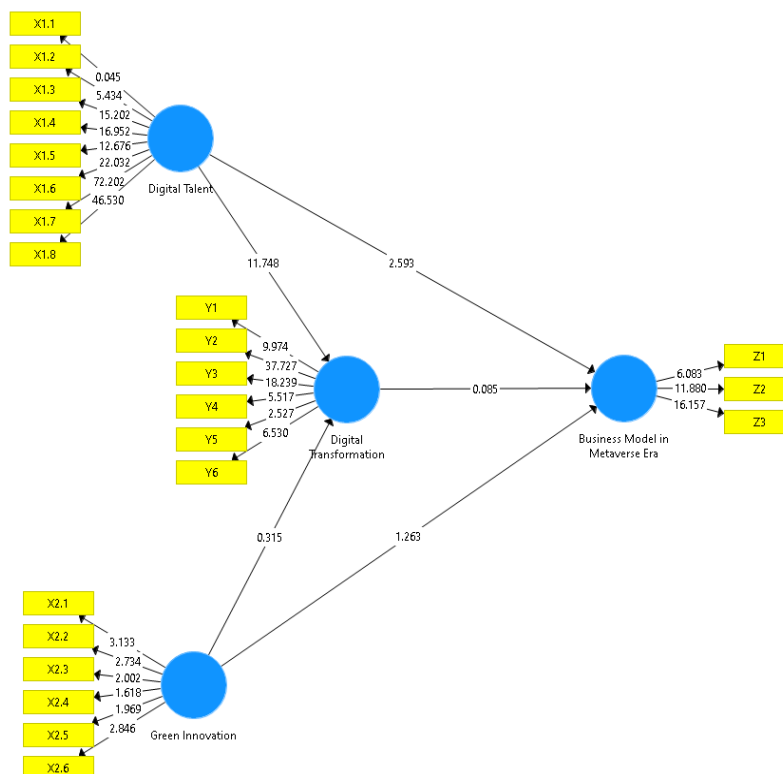 X1.1
X1.2
X1.3
X1.4
X1.5
X1.6
X1.7
X1.8
0.045
5.434
15.202
16.952
12.676
22.032
72.202
46.530
Digital Talent
11.748
2.593
Y1
Y2
Y3
Y4
Y5
Y6
9.974
37.727
18.239
5.517
2.527
6.530
Digital
Transformation
0.085
Business Model in
Metaverse Era
6.083
11.880
16.157
Z1
Z2
Z3
0.315
1.263
X2.1
X2.2
X2.3
X2.4
X2.5
X2.6
3.133
2.734
2.002
1.618
1.969
2.846
Green Innovation